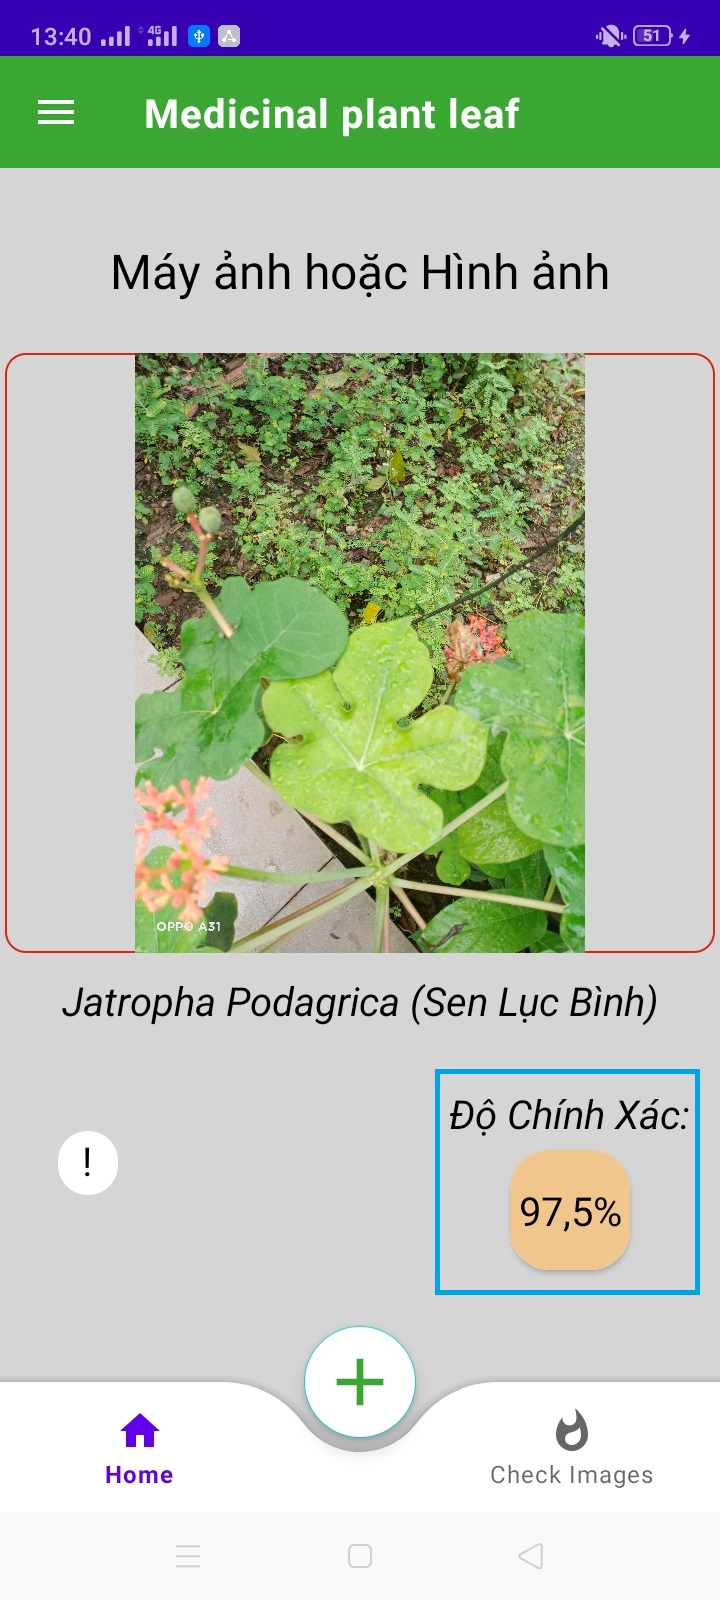 13:40 4G 51
Medicinal plant leaf
Máy ảnh hoặc Hình ảnh
OPPO A31
Jatropha Podagrica (Sen Lục Bình)
Độ Chính Xác:
!
97,5%
Home
Check Images